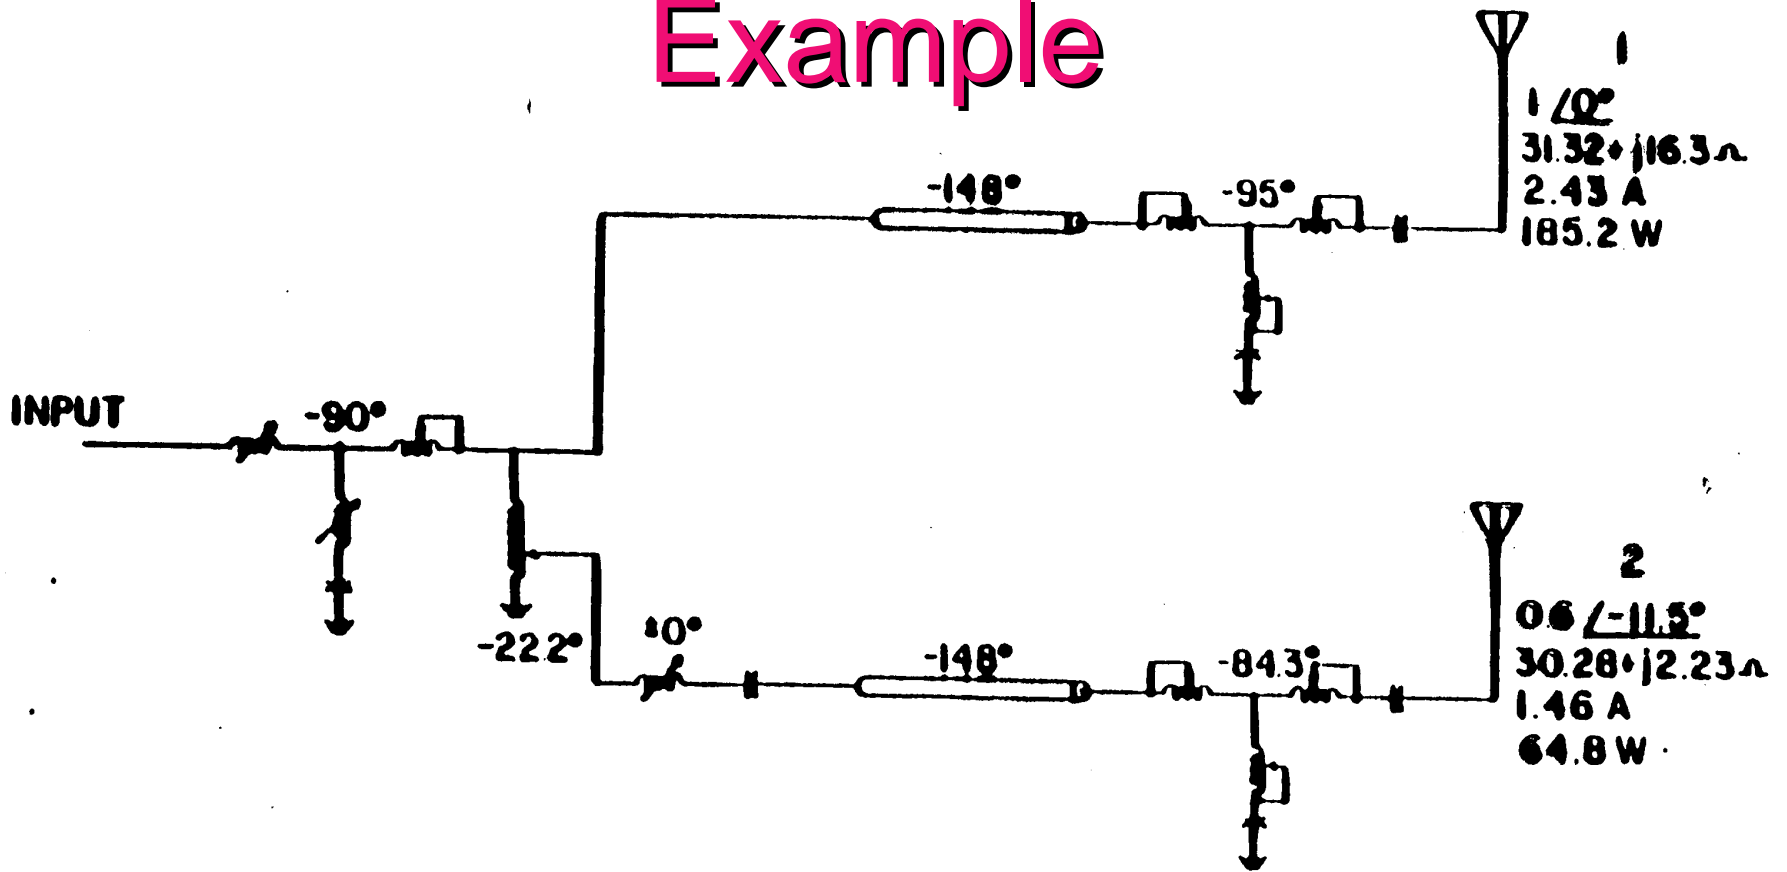 Example
1
1 /0°
31.32+j16.3Ω
2.43 A
185.2 W
-148°
-95°
INPUT
-90°
-22.2°
-148°
-84.3°
2
0.6 /-11.5°
30.28+j2.23Ω
1.46 A
64.8 W